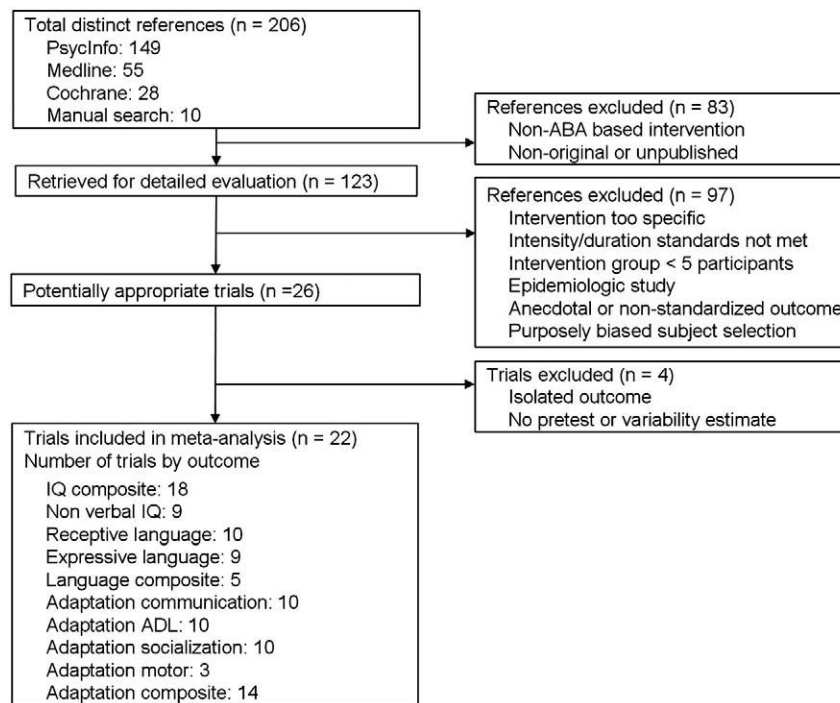 Total distinct references (n = 206)
PsycInfo: 149
Medline: 55
Cochrane: 28
Manual search: 10
References excluded (n = 83)
Non-ABA based intervention
Non-original or unpublished
Retrieved for detailed evaluation (n = 123)
References excluded (n = 97)
Intervention too specific
Intensity/duration standards not met
Intervention group < 5 participants
Epidemiologic study
Anecdotal or non-standardized outcome
Purposely biased subject selection
Potentially appropriate trials (n =26)
Trials excluded (n = 4)
Isolated outcome
No pretest or variability estimate
Trials included in meta-analysis (n = 22)
Number of trials by outcome
IQ composite: 18
Non verbal IQ: 9
Receptive language: 10
Expressive language: 9
Language composite: 5
Adaptation communication: 10
Adaptation ADL: 10
Adaptation socialization: 10
Adaptation motor: 3
Adaptation composite: 14